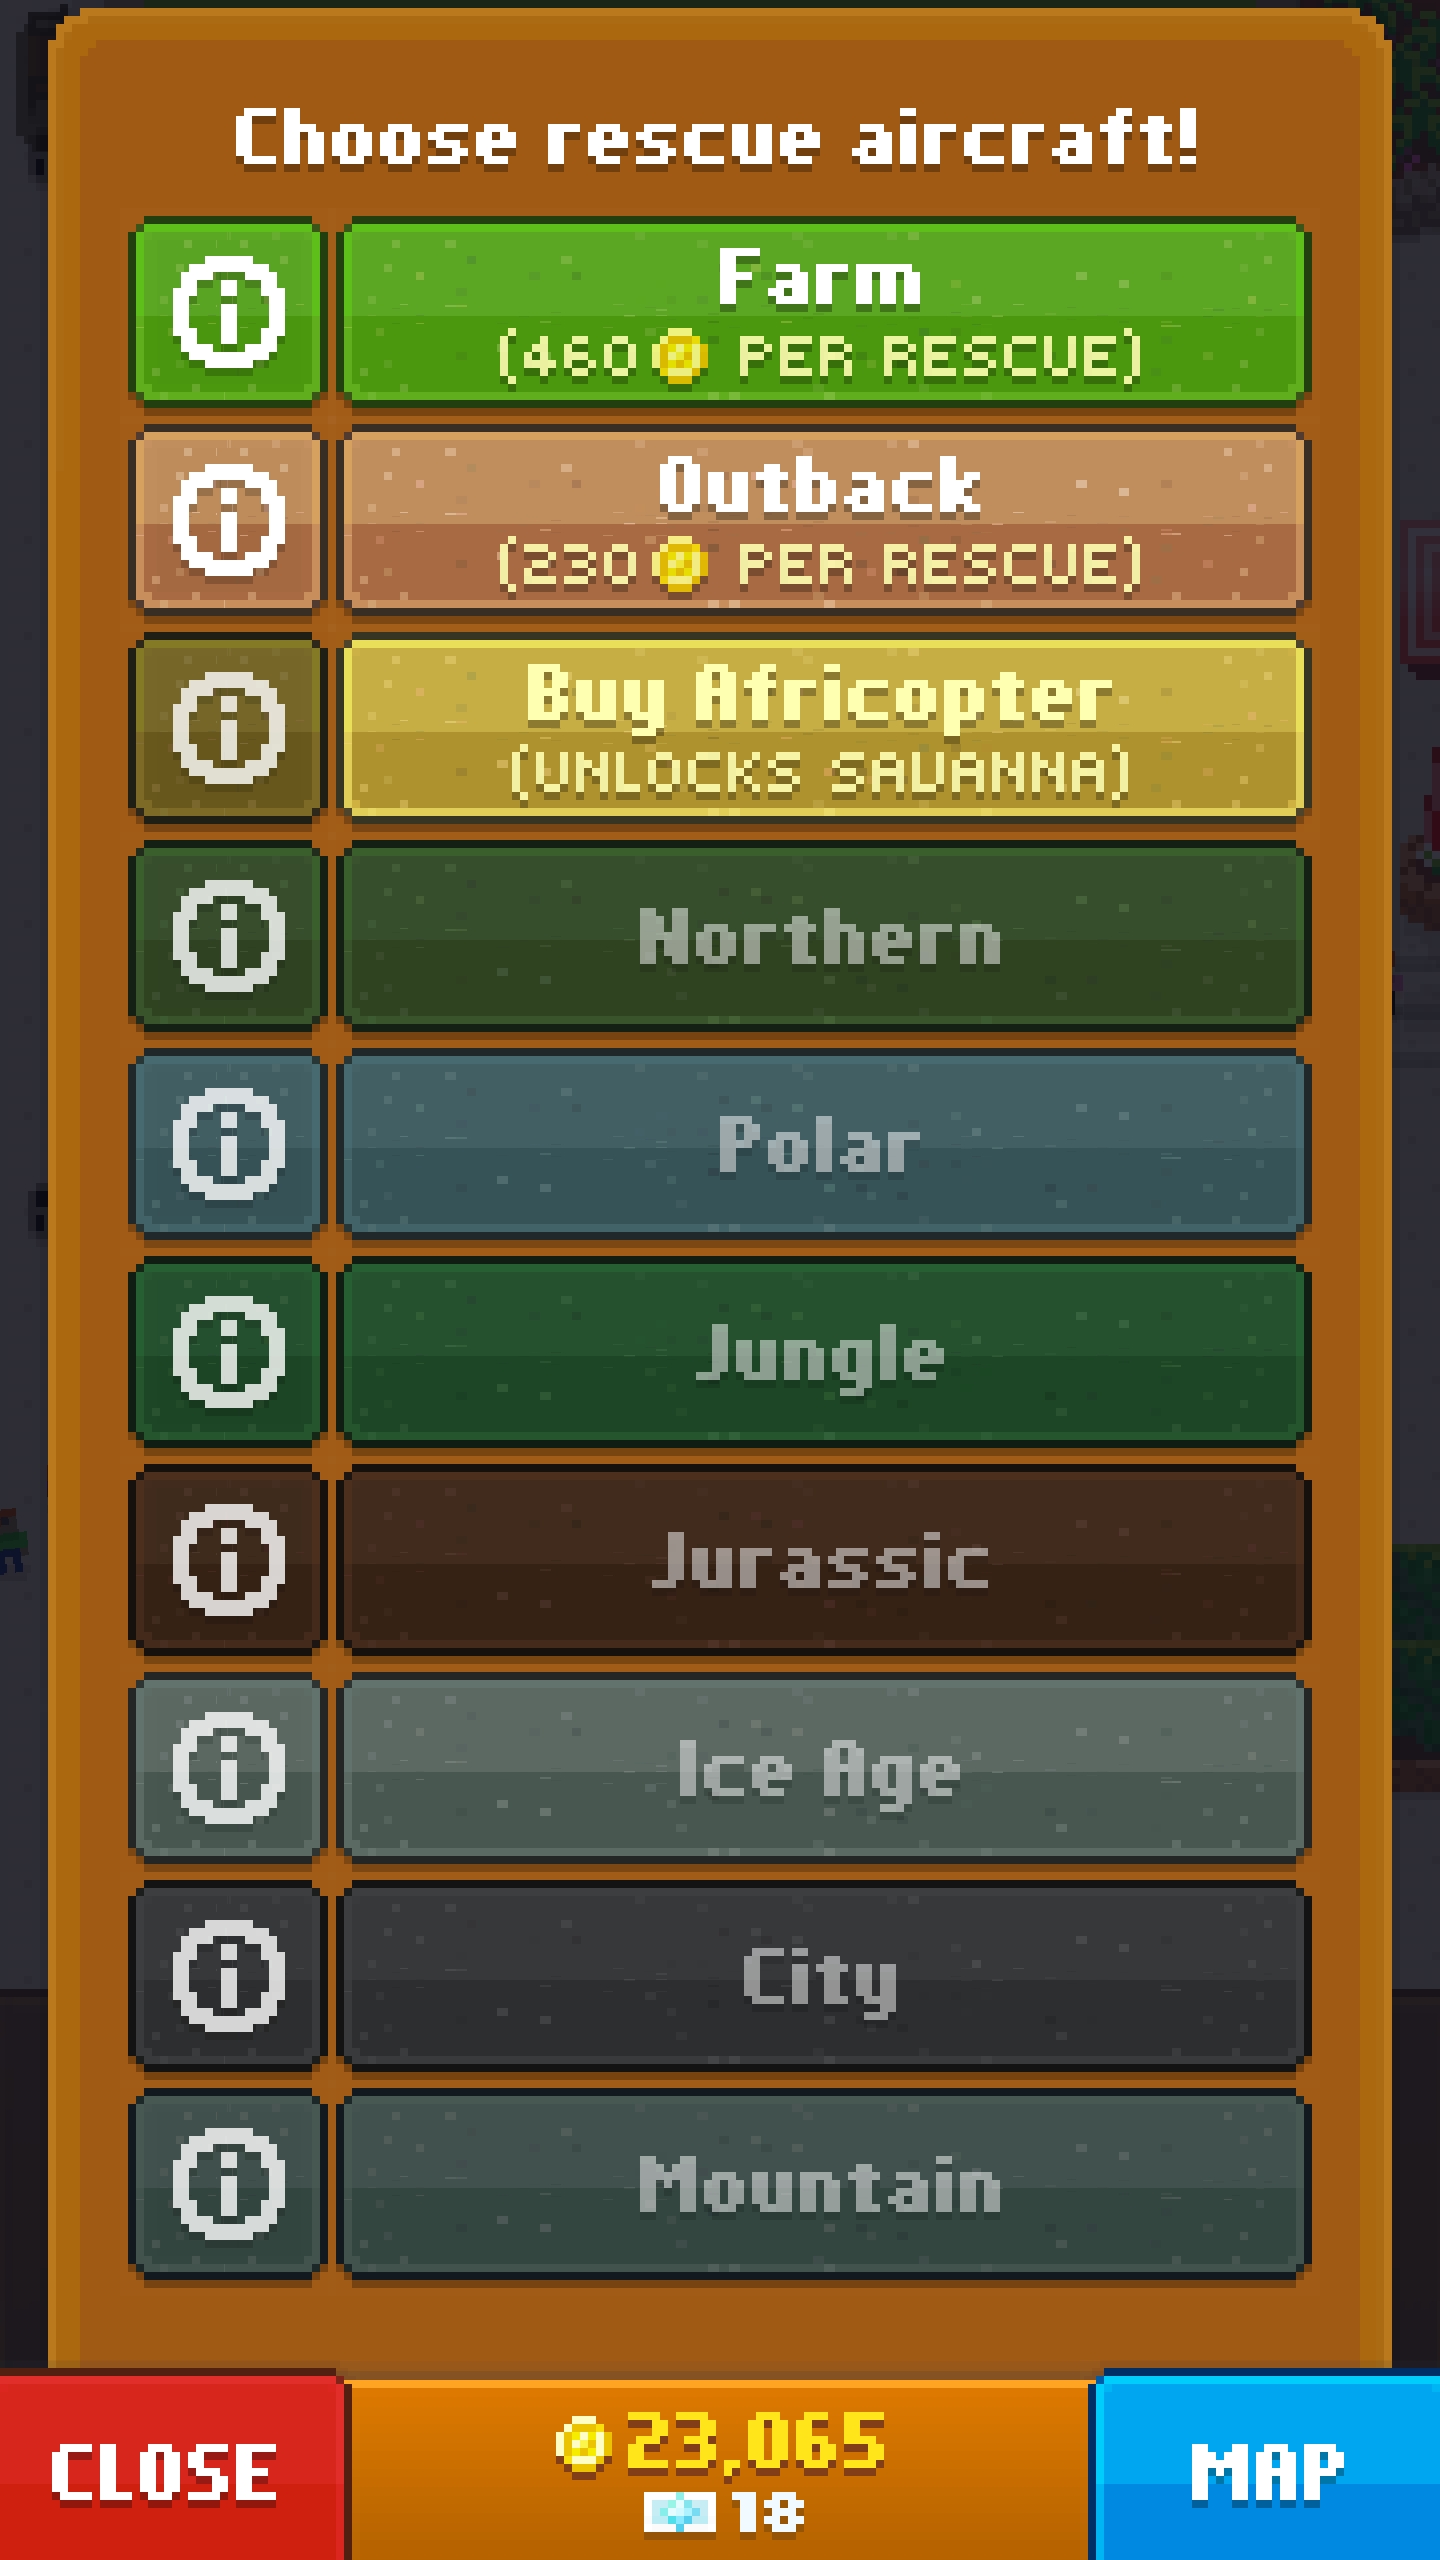 Choose rescue aircraft!
Farm
(460 PER RESCUE)
Outback
(230 PER RESCUE)
Buy Africopter
(UNLOCKS SAVANNA)
Northern
Polar
Jungle
Jurassic
Ice Age
City
Mountain
CLOSE
23,065
18
MAP